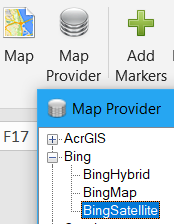 Map
Map
Provider
Add
Markers
F17
Map Provider
AcrGIS
Bing
BingHybrid
BingMap
BingSatellite